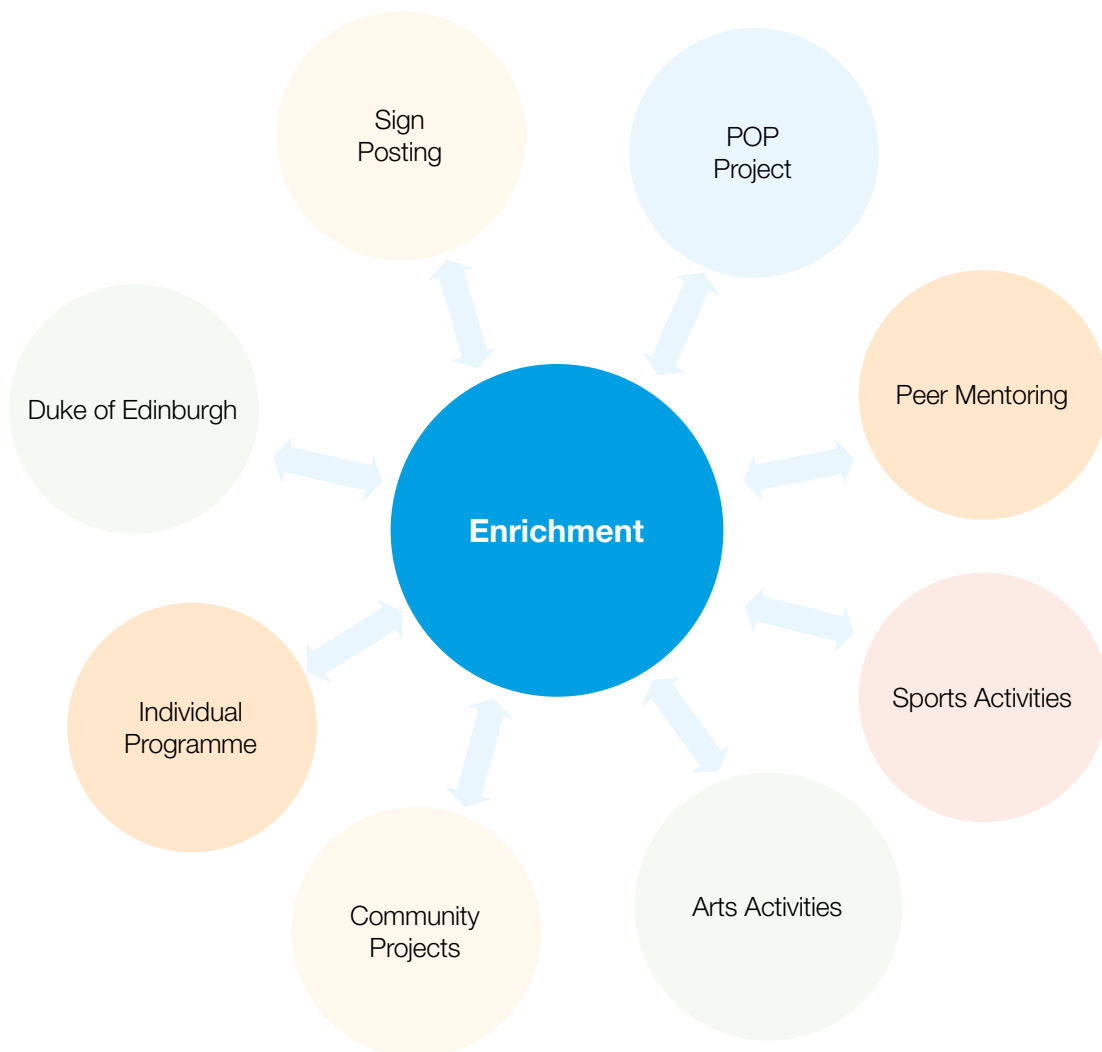 Sign
Posting
POP
Project
Peer Mentoring
Duke of Edinburgh
Enrichment
Sports Activities
Individual
Programme
Arts Activities
Community
Projects